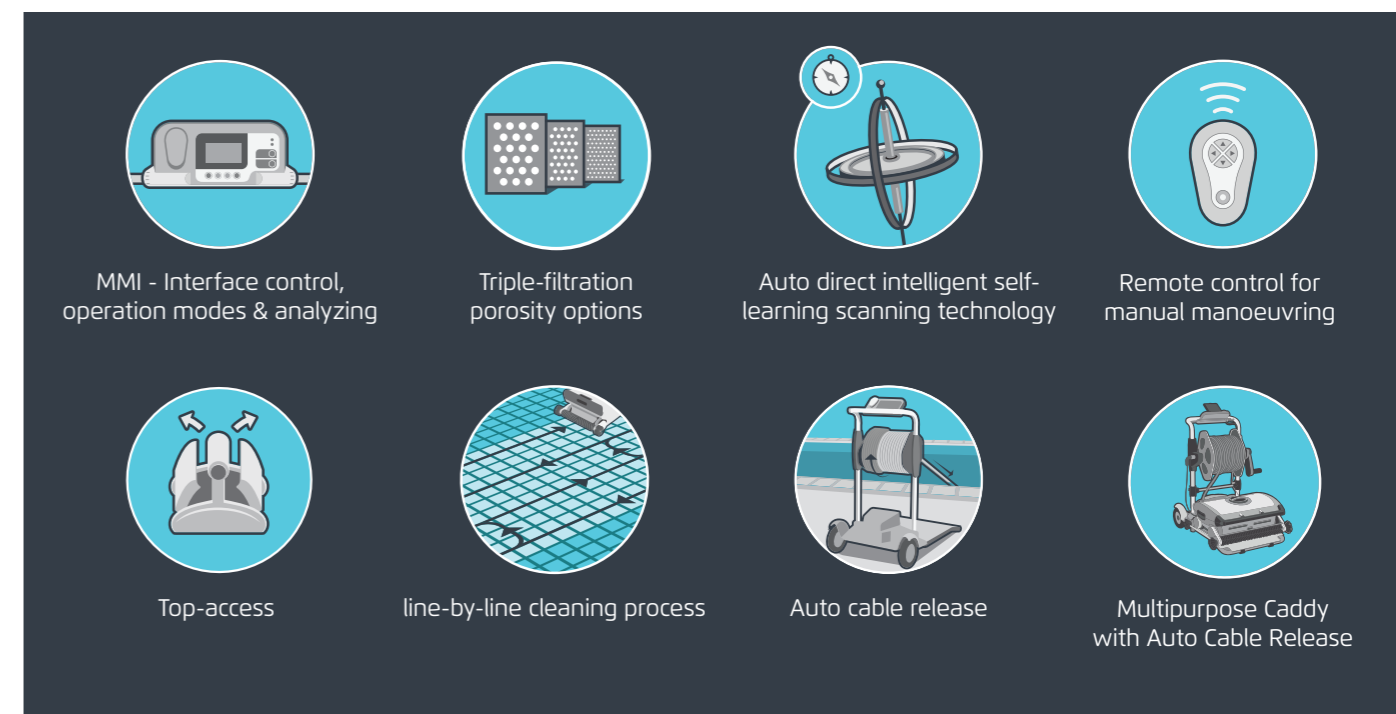 MMI - Interface control,
operation modes & analyzing
Triple-filtration
porosity options
Auto direct intelligent self-
learning scanning technology
Remote control for
manual manoeuvring
Top-access
line-by-line cleaning process
Auto cable release
Multipurpose Caddy
with Auto Cable Release